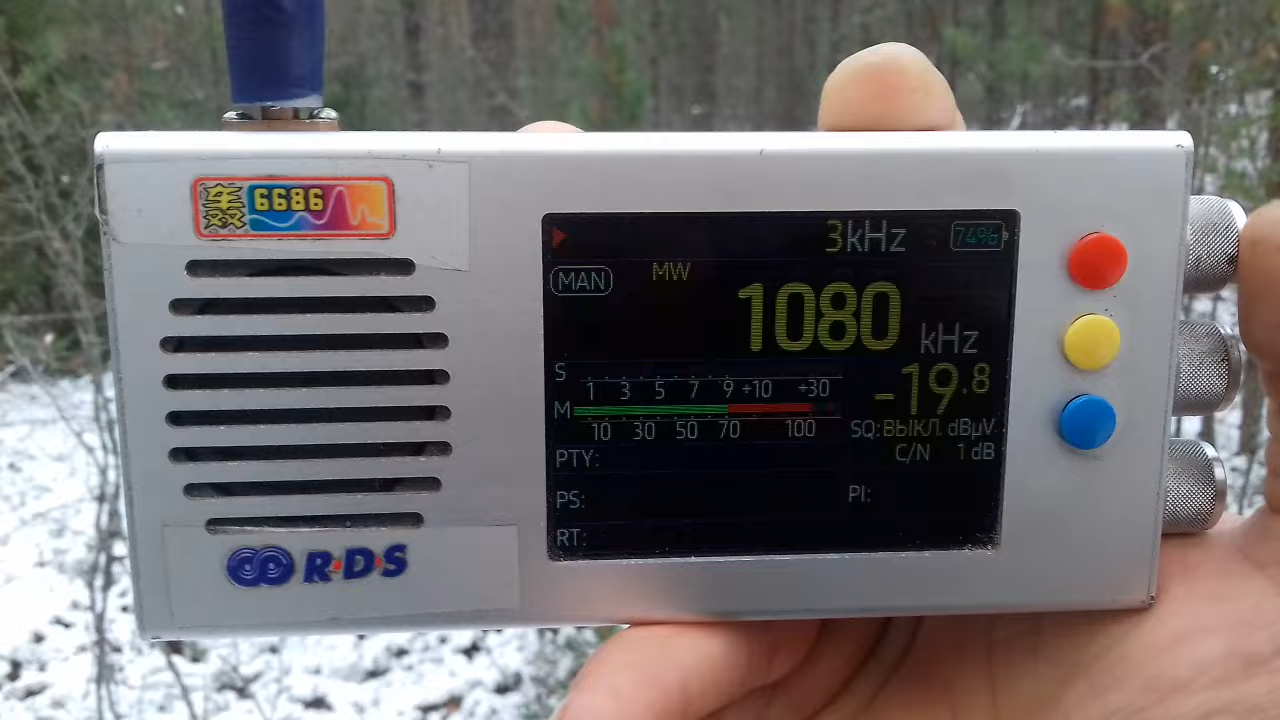 6686
R·D·S
3kHz 74%
MAN MW
1080 kHz
S 1 3 5 7 9 +10 +30
M
10 30 50 70 100
-19.8
SQ:ВЫКЛ. dBµV
C/N 1 dB
PTY:
PS: PI:
RT: